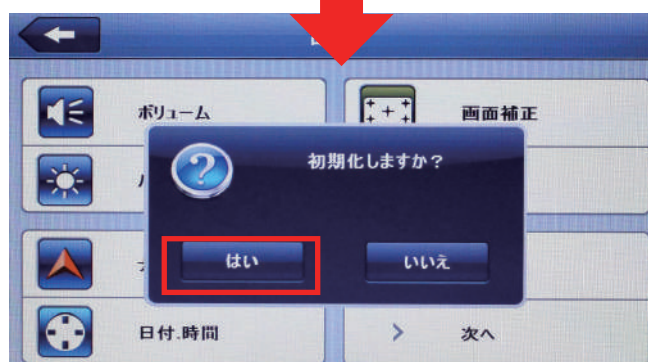 ボリューム
画面補正
初期化しますか？
はい
いいえ
日付.時間
次へ